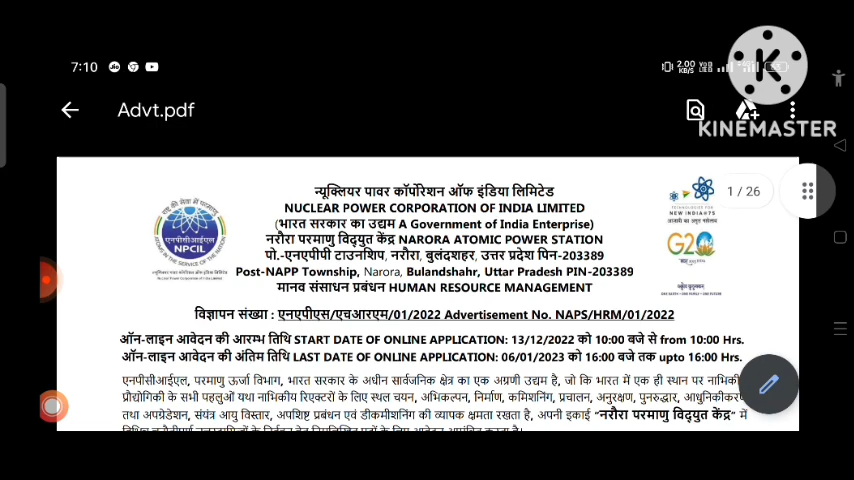 7:10
2.00
KB/S
KINEMASTER
Advt.pdf
1 / 26
न्यूक्लियर पावर कॉर्पोरेशन ऑफ इंडिया लिमिटेड
NUCLEAR POWER CORPORATION OF INDIA LIMITED
(भारत सरकार का उद्यम A Government of India Enterprise)
नरौरा परमाणु विद्युत केंद्र NARORA ATOMIC POWER STATION
पो.-एनएपीपी टाउनशिप, नरौरा, बुलंदशहर, उत्तर प्रदेश पिन-203389
Post-NAPP Township, Narora, Bulandshahr, Uttar Pradesh PIN-203389
मानव संसाधन प्रबंधन HUMAN RESOURCE MANAGEMENT
एनपीसीआईएल
NPCIL
NEW INDIA@75
G20
विज्ञापन संख्या : एनएपीएस/एचआरएम/01/2022 Advertisement No. NAPS/HRM/01/2022
ऑन-लाइन आवेदन की आरम्भ तिथि START DATE OF ONLINE APPLICATION: 13/12/2022 को 10:00 बजे से from 10:00 Hrs.
ऑन-लाइन आवेदन की अंतिम तिथि LAST DATE OF ONLINE APPLICATION: 06/01/2023 को 16:00 बजे तक upto 16:00 Hrs.
एनपीसीआईएल, परमाणु ऊर्जा विभाग, भारत सरकार के अधीन सार्वजनिक क्षेत्र का एक अग्रणी उद्यम है, जो कि भारत में एक ही स्थान पर
प्रौद्योगिकी के सभी पहलुओं यथा नाभिकीय रिएक्टरों के लिए स्थल चयन, अभिकल्पन, निर्माण, कमिशनिंग, प्रचालन, अनुरक्षण, पुनरुद्धार,
तथा अपग्रेडेशन, संयंत्र आयु विस्तार, अपशिष्ट प्रबंधन एवं डीकमीशनिंग की व्यापक क्षमता रखता है, अपनी इकाई "नरौरा परमाणु विद्युत केंद्र" में